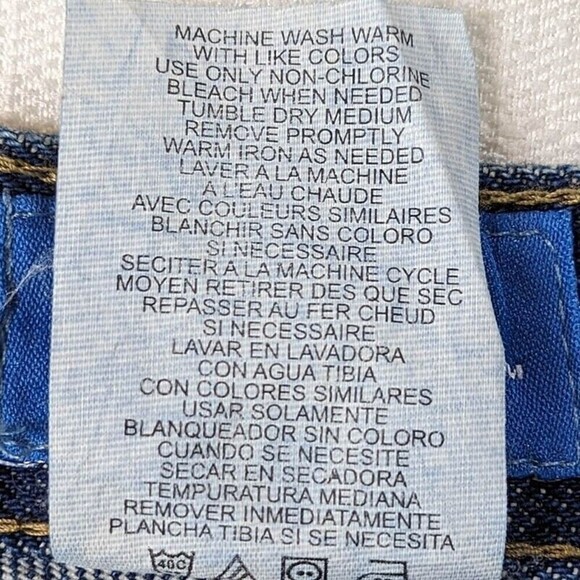 MACHINE WASH WARM
WITH LIKE COLORS
USE ONLY NON-CHLORINE
BLEACH WHEN NEEDED
TUMBLE DRY MEDIUM
REMOVE PROMPTLY
WARM IRON AS NEEDED
LAVER A LA MACHINE
A L'EAU CHAUDE
AVEC COULEURS SIMILAIRES
BLANCHIR SANS COLORO
SI NECESSAIRE
SECITER A LA MACHINE CYCLE
MOYEN RETIRER DES QUE SEC
REPASSER AU FER CHEUD
SI NECESSAIRE
LAVAR EN LAVADORA
CON AGUA TIBIA
CON COLORES SIMILARES
USAR SOLAMENTE
BLANQUEADOR SIN COLORO
CUANDO SE NECESITE
SECAR EN SECADORA
TEMPURATURA MEDIANA
REMOVER INMEDIATAMENTE
PLANCHA TIBIA SI SE NECESITA
40C
M